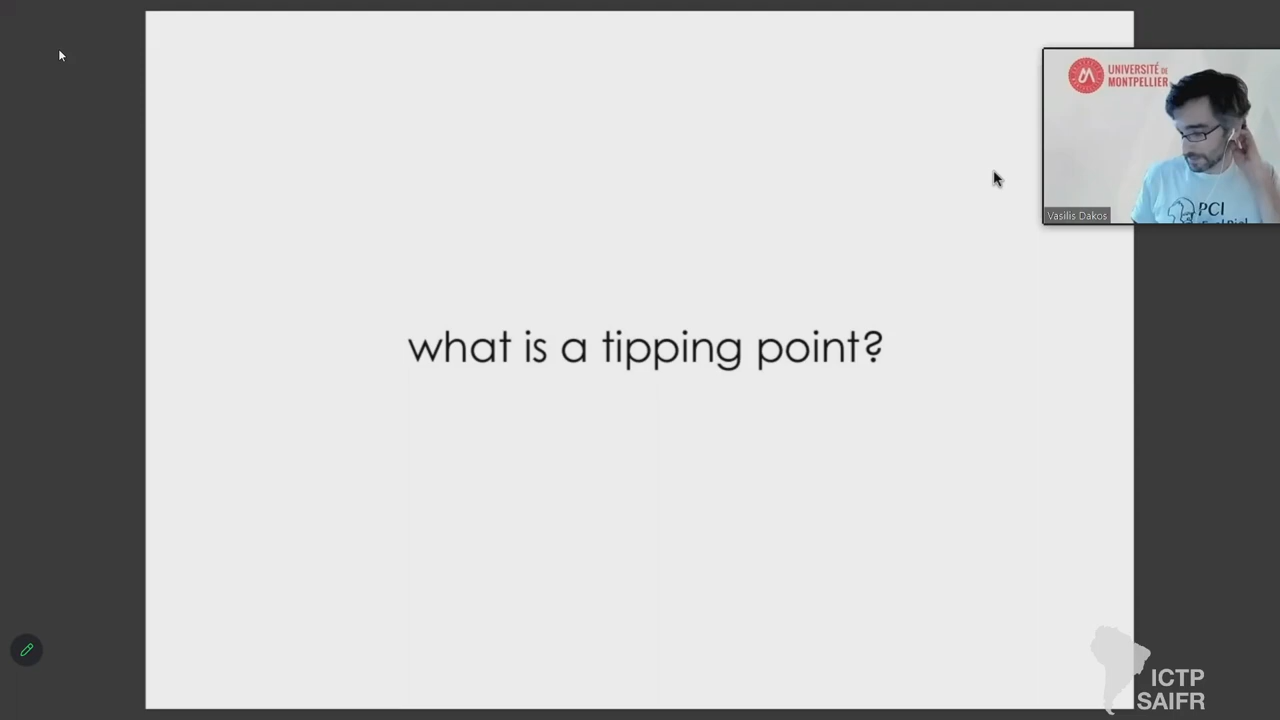 UNIVERSITÉ DE
MONTPELLIER
PCI
Vasilis Dakos
what is a tipping point?
ICTP
SAIFR